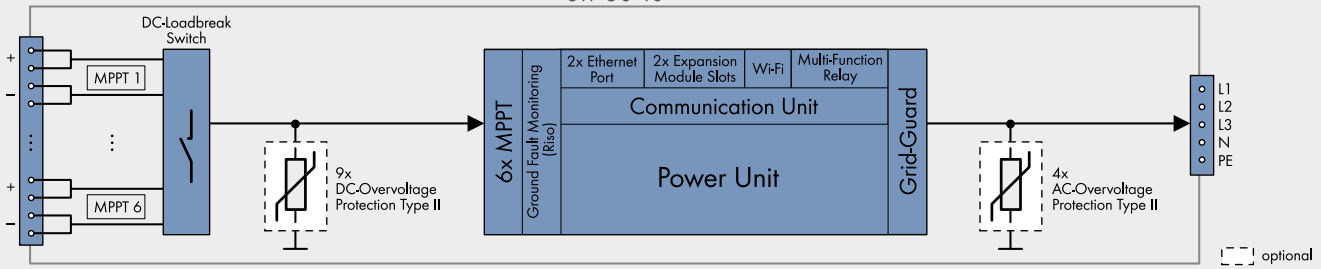 DC-Loadbreak
Switch
+
MPPT 1
−
⋮
⋮
+
MPPT 6
−
9x
DC-Overvoltage
Protection Type II
6x MPPT
Ground Fault Monitoring
(Riso)
2x Ethernet
Port
2x Expansion
Module Slots
Wi-Fi
Multi-Function
Relay
Communication Unit
Power Unit
Grid-Guard
4x
AC-Overvoltage
Protection Type II
L1
L2
L3
N
PE
optional